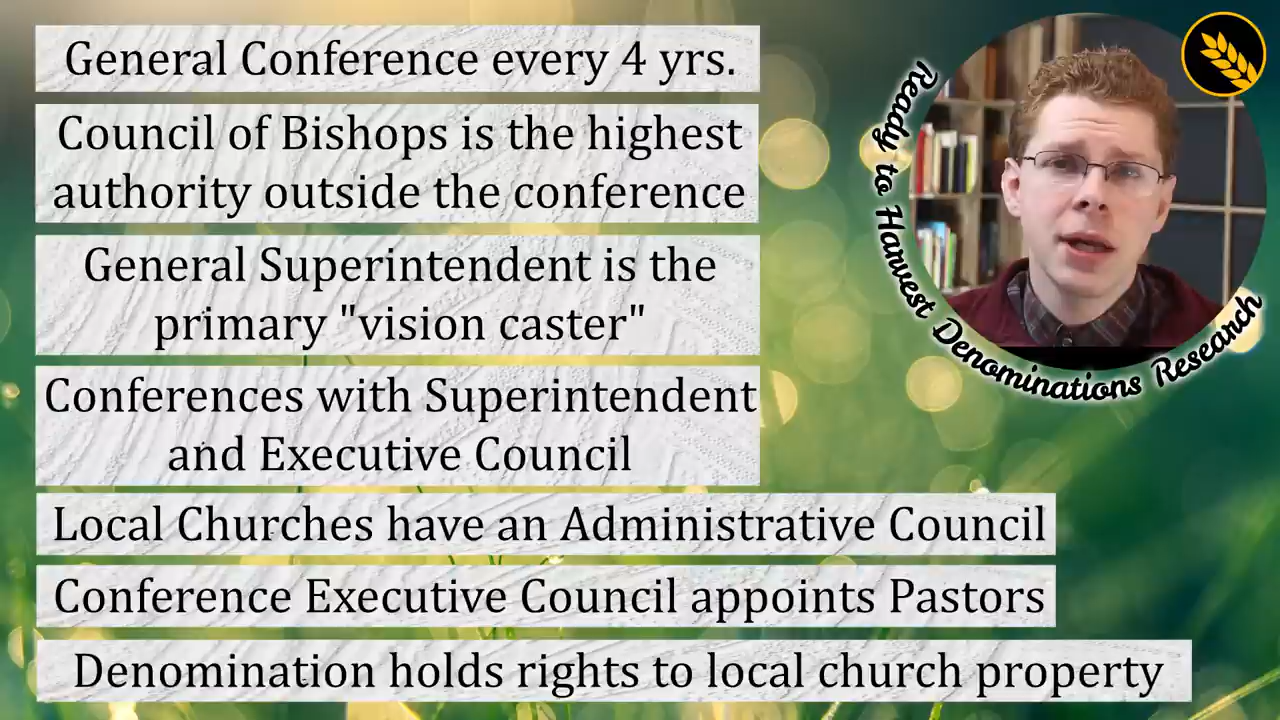 General Conference every 4 yrs.
Council of Bishops is the highest
authority outside the conference
General Superintendent is the
primary "vision caster"
Conferences with Superintendent
and Executive Council
Local Churches have an Administrative Council
Conference Executive Council appoints Pastors
Denomination holds rights to local church property
Ready to Harvest Denominations Research